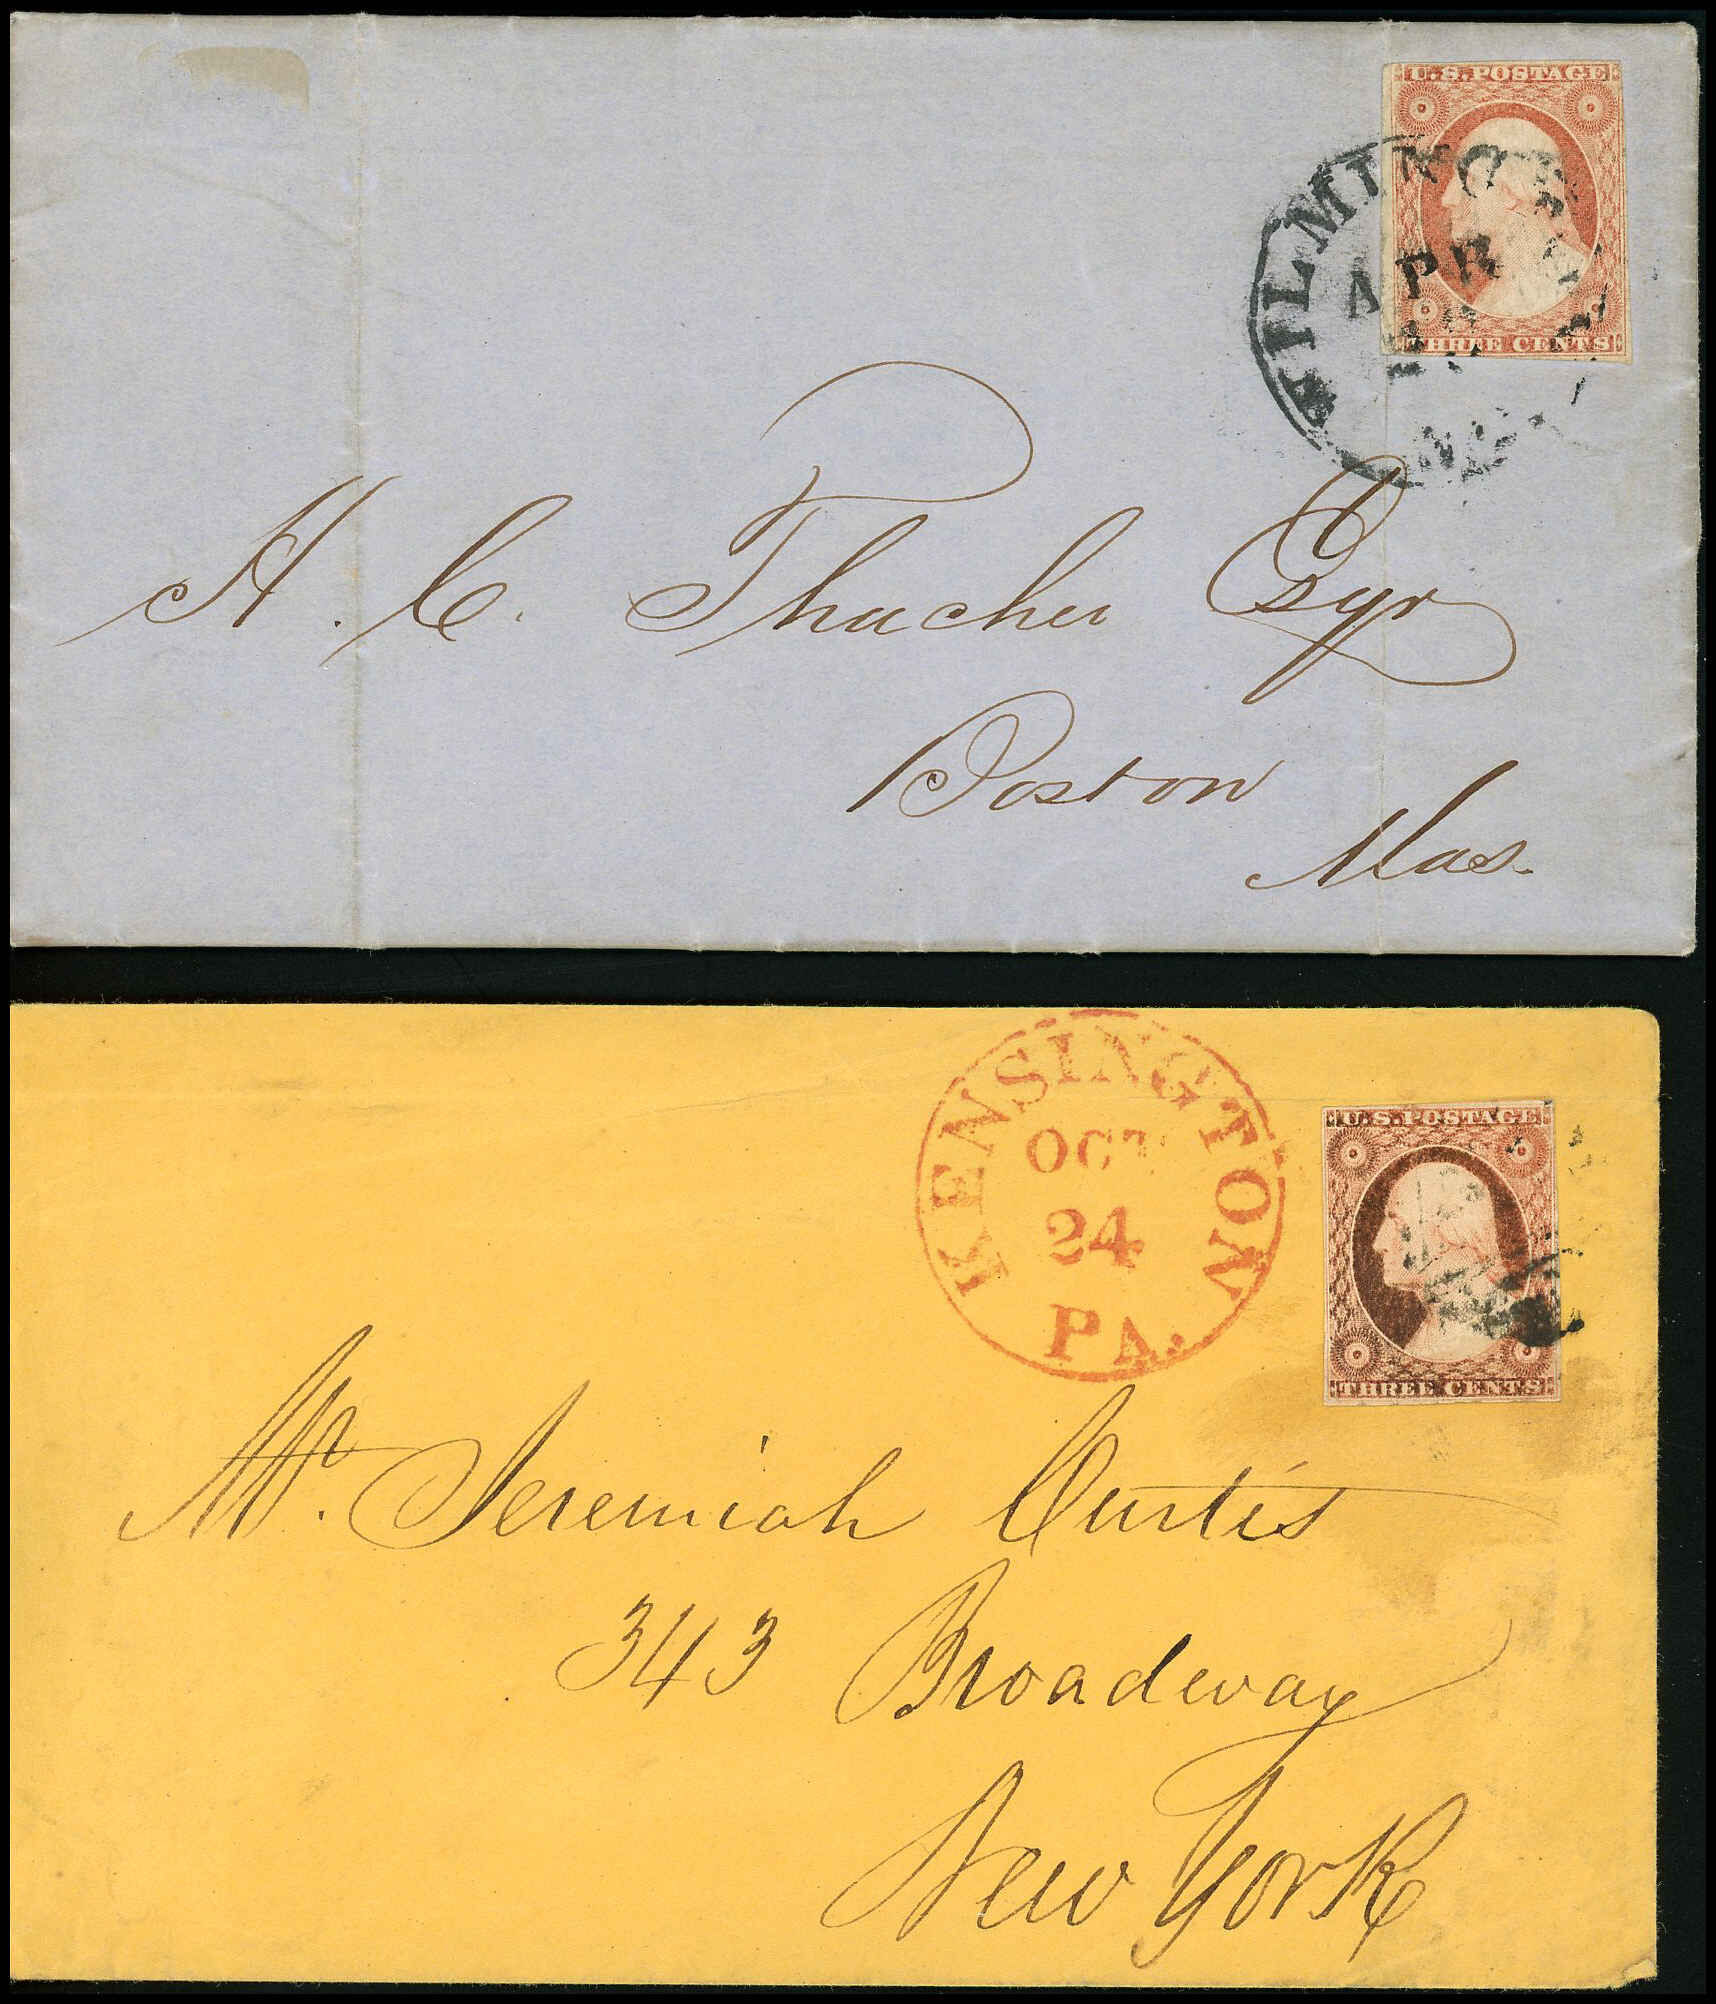 U.S. POSTAGE
THREE CENTS
APR
H. C. Thacher Esqr
Boston
Mas.
KENSINGTON
OCT
24
PA.
U.S. POSTAGE
THREE CENTS
Mr. Jeremiah Curtis
343 Broadway
New York